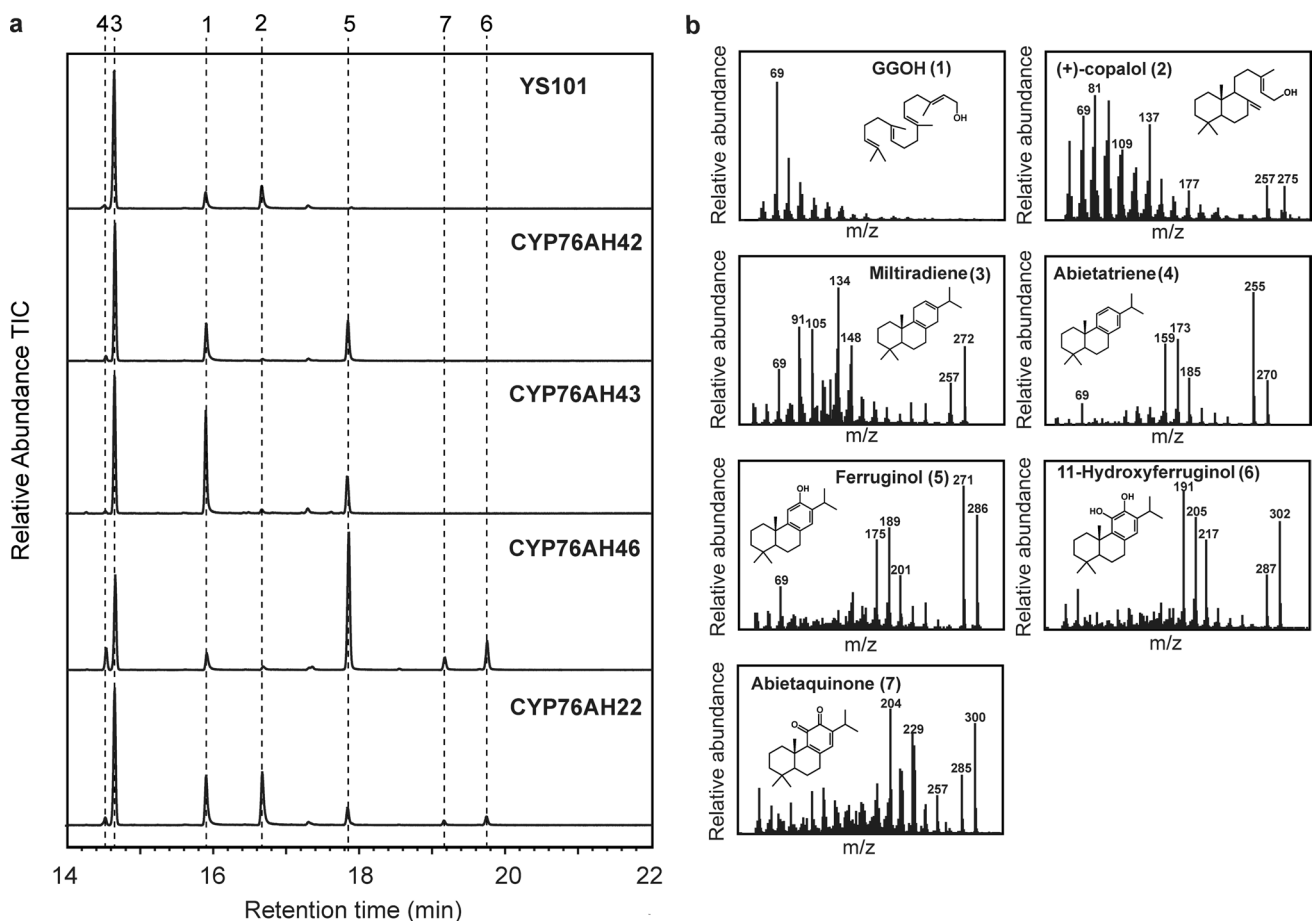 a
4 3 1 2 5 7 6
YS101
CYP76AH42
CYP76AH43
CYP76AH46
CYP76AH22
Relative Abundance TIC
14 16 18 20 22
Retention time (min)
b
GGOH (1)
69
OH
Relative abundance
m/z
(+)-copalol (2)
69
81
109
137
177
257
275
OH
Relative abundance
m/z
Miltiradiene (3)
69
91
105
134
148
257
272
Relative abundance
m/z
Abietatriene (4)
69
159
173
185
255
270
Relative abundance
m/z
Ferruginol (5)
OH
69
175
189
201
271
286
Relative abundance
m/z
11-Hydroxyferruginol (6)
OH
HO
191
205
217
287
302
Relative abundance
m/z
Abietaquinone (7)
O
O
204
229
257
285
300
Relative abundance
m/z